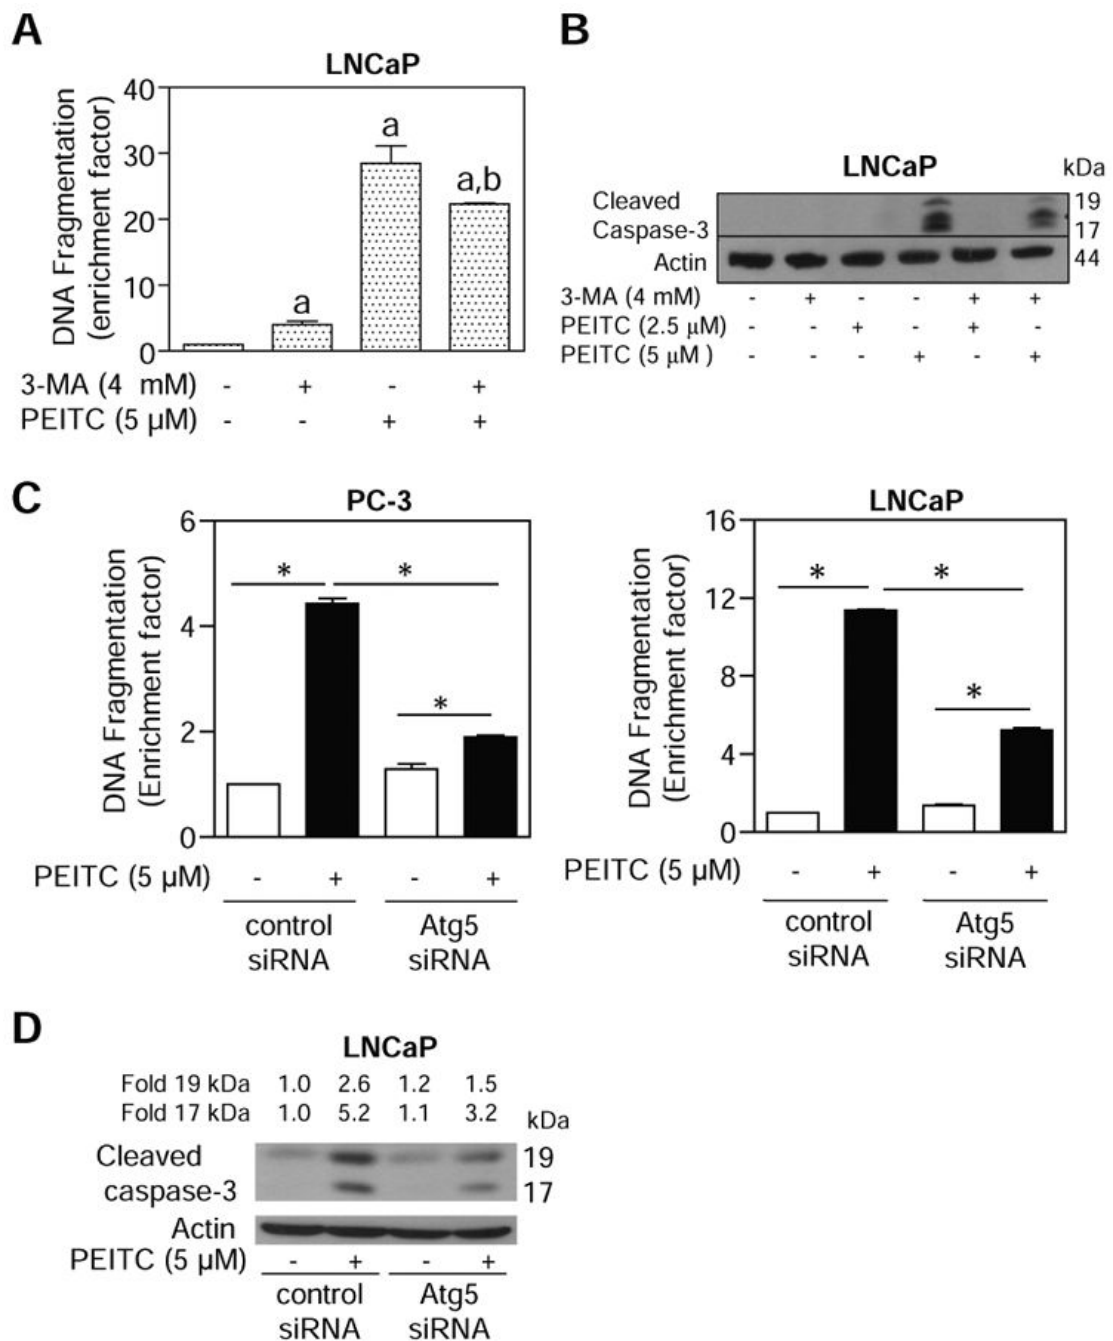 A
LNCaP
DNA Fragmentation
(enrichment factor)
40
30
20
10
0
a
a
a,b
3-MA (4 mM) - + - +
PEITC (5 µM) - - + +
B
LNCaP
kDa
Cleaved
Caspase-3
19
17
Actin
44
3-MA (4 mM) - + - - + +
PEITC (2.5 µM) - - + - + -
PEITC (5 µM ) - - - + - +
C
PC-3
DNA Fragmentation
(Enrichment factor)
6
4
2
0
* *
*
PEITC (5 µM) - + - +
control
siRNA
Atg5
siRNA
LNCaP
DNA Fragmentation
(Enrichment factor)
16
12
8
4
0
* *
*
PEITC (5 µM) - + - +
control
siRNA
Atg5
siRNA
D
LNCaP
Fold 19 kDa 1.0 2.6 1.2 1.5
Fold 17 kDa 1.0 5.2 1.1 3.2
kDa
Cleaved
caspase-3
19
17
Actin
PEITC (5 µM) - + - +
control
siRNA
Atg5
siRNA